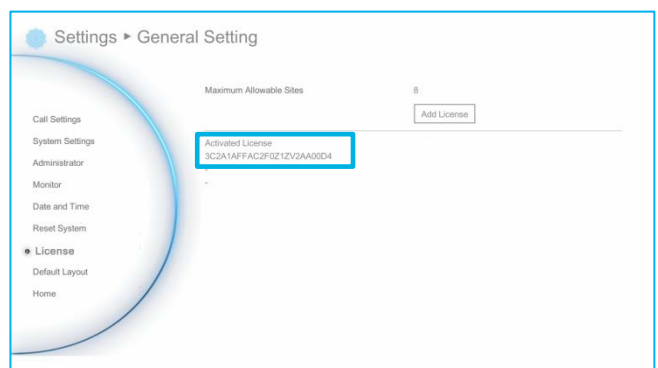 Settings ► General Setting
Maximum Allowable Sites 8
Add License
Call Settings
System Settings
Activated License
3C2A1AFFAC2F0Z1ZV2AA00D4
Administrator
Monitor
-
Date and Time
Reset System
License
Default Layout
Home